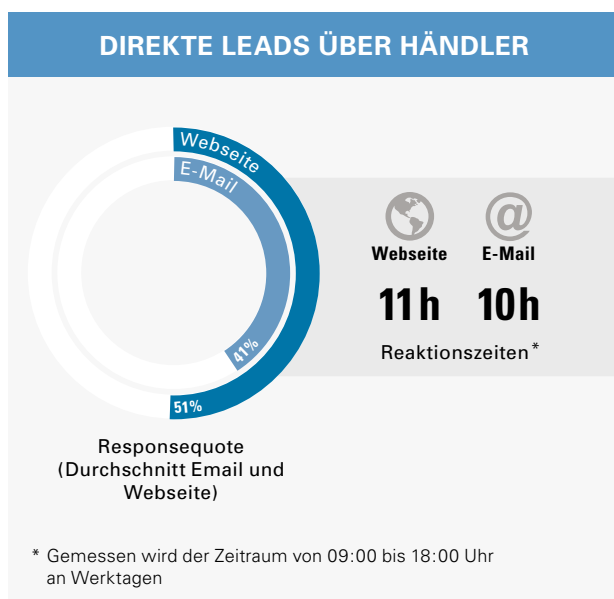 DIREKTE LEADS ÜBER HÄNDLER
Webseite
E-Mail
41%
51%
Webseite E-Mail
11h 10h
Reaktionszeiten*
Responsequote
(Durchschnitt Email und
Webseite)
* Gemessen wird der Zeitraum von 09:00 bis 18:00 Uhr
an Werktagen